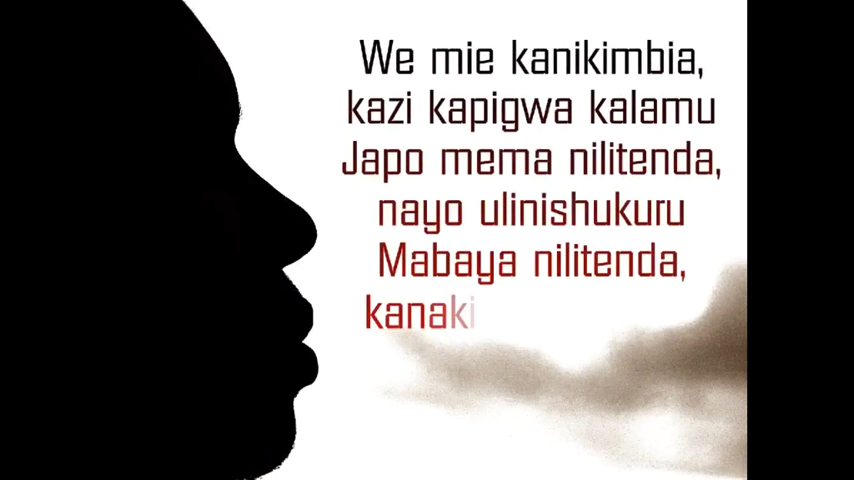 We mie kanikimbia,
kazi kapigwa kalamu
Japo mema nilitenda,
nayo ulinishukuru
Mabaya nilitenda,
kanaki